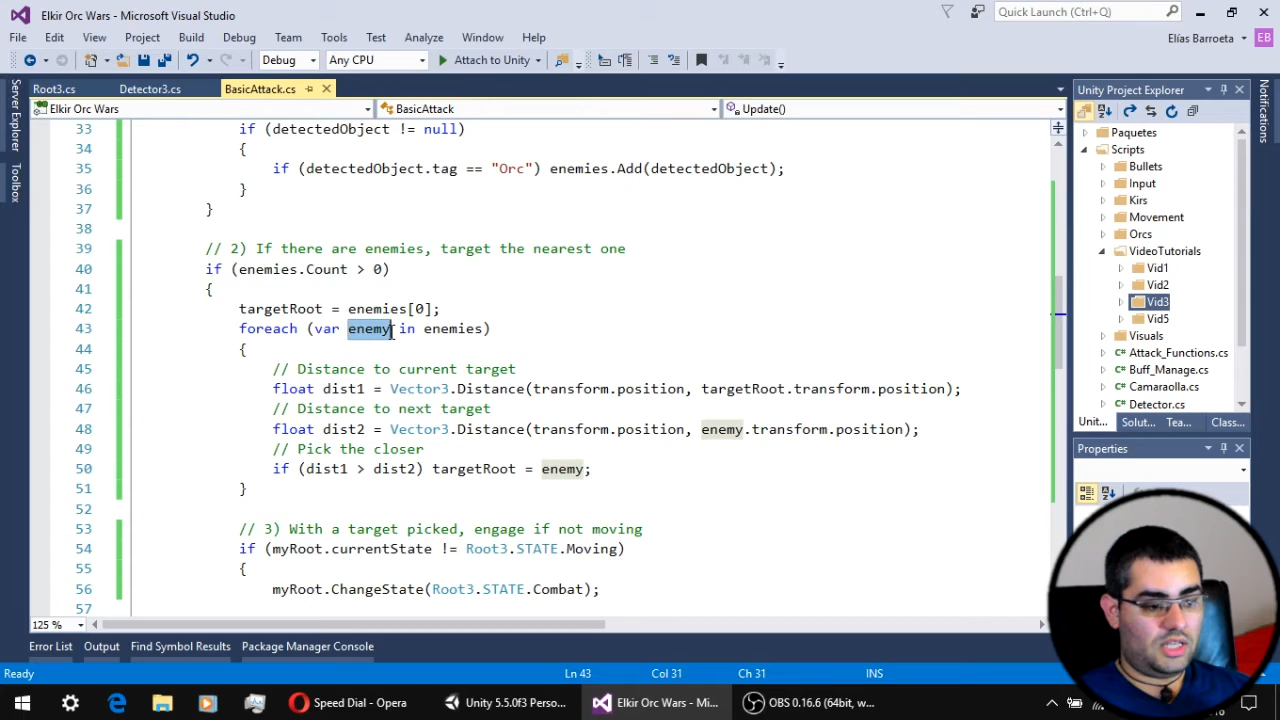 Elkir Orc Wars - Microsoft Visual Studio
Quick Launch (Ctrl+Q)
File Edit View Project Build Debug Team Tools Test Analyze Window Help
Elías Barroeta EB
Debug Any CPU Attach to Unity
Server Explorer
Toolbox
Root3.cs Detector3.cs BasicAttack.cs
Elkir Orc Wars BasicAttack Update()
33 if (detectedObject != null)
34 {
35 if (detectedObject.tag == "Orc") enemies.Add(detectedObject);
36 }
37 }
38
39 // 2) If there are enemies, target the nearest one
40 if (enemies.Count > 0)
41 {
42 targetRoot = enemies[0];
43 foreach (var enemy in enemies)
44 {
45 // Distance to current target
46 float dist1 = Vector3.Distance(transform.position, targetRoot.transform.position);
47 // Distance to next target
48 float dist2 = Vector3.Distance(transform.position, enemy.transform.position);
49 // Pick the closer
50 if (dist1 > dist2) targetRoot = enemy;
51 }
52
53 // 3) With a target picked, engage if not moving
54 if (myRoot.currentState != Root3.STATE.Moving)
55 {
56 myRoot.ChangeState(Root3.STATE.Combat);
57
125 %
Unity Project Explorer
Paquetes
Scripts
Bullets
Input
Kirs
Movement
Orcs
VideoTutorials
Vid1
Vid2
Vid3
Vid5
Visuals
Attack_Functions.cs
Buff_Manage.cs
Camaraolla.cs
Detector.cs
Unit... Solut... Tea... Class...
Properties
Notifications
Error List Output Find Symbol Results Package Manager Console
Ready Ln 43 Col 31 Ch 31 INS
Speed Dial - Opera Unity 5.5.0f3 Perso... Elkir Orc Wars - Mi... OBS 0.16.6 (64bit, w...